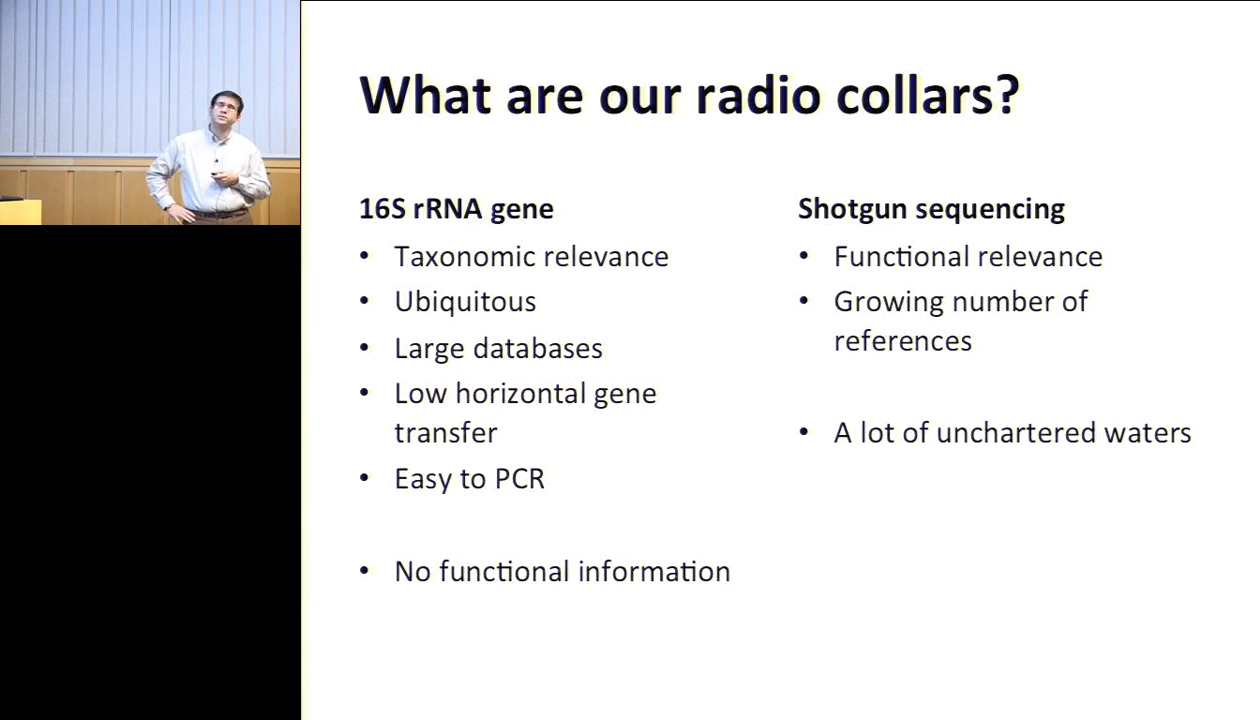 What are our radio collars?
16S rRNA gene
• Taxonomic relevance
• Ubiquitous
• Large databases
• Low horizontal gene
transfer
• Easy to PCR
• No functional information
Shotgun sequencing
• Functional relevance
• Growing number of
references
• A lot of unchartered waters